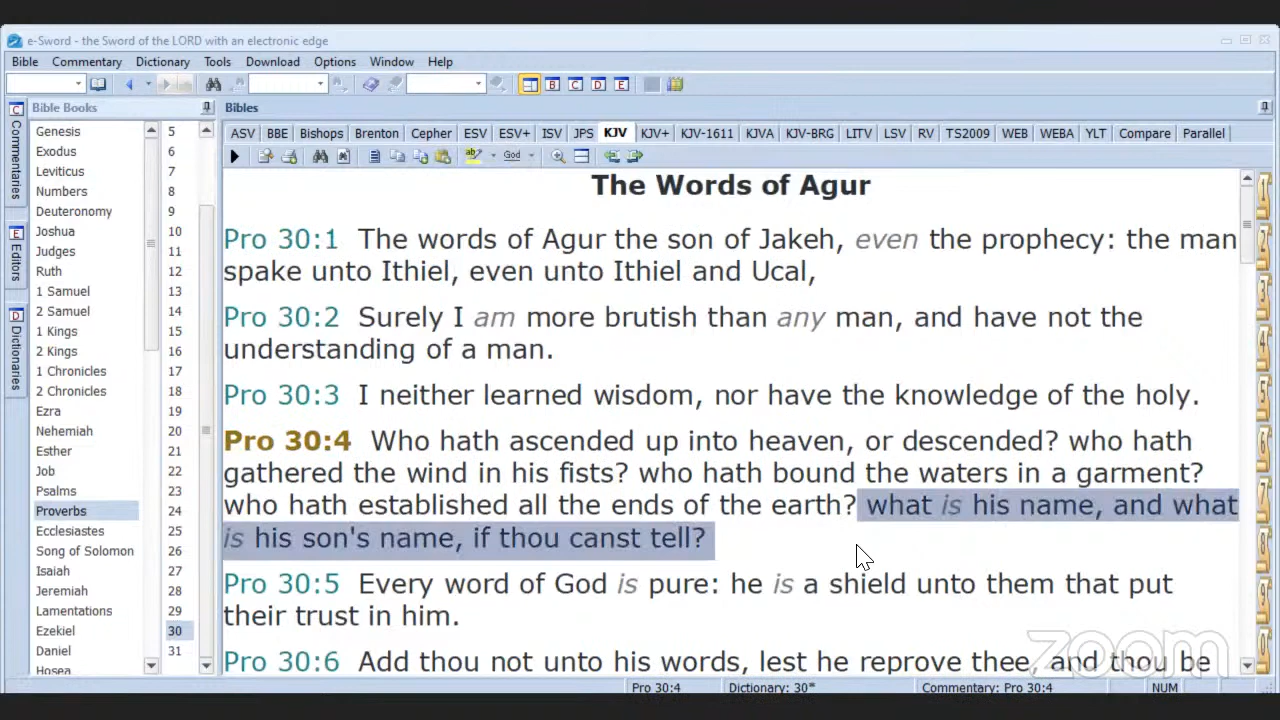 e-Sword - the Sword of the LORD with an electronic edge
Bible Commentary Dictionary Tools Download Options Window Help
B C D E
Bible Books
Bibles
C Commentaries
E Editors
D Dictionaries
Genesis 5
Exodus 6
Leviticus 7
Numbers 8
Deuteronomy 9
Joshua 10
Judges 11
Ruth 12
1 Samuel 13
2 Samuel 14
1 Kings 15
2 Kings 16
1 Chronicles 17
2 Chronicles 18
Ezra 19
Nehemiah 20
Esther 21
Job 22
Psalms 23
Proverbs 24
Ecclesiastes 25
Song of Solomon 26
Isaiah 27
Jeremiah 28
Lamentations 29
Ezekiel 30
Daniel 31
Hosea
ASV BBE Bishops Brenton Cepher ESV ESV+ ISV JPS KJV KJV+ KJV-1611 KJVA KJV-BRG LITV LSV RV TS2009 WEB WEBA YLT Compare Parallel
ab God
The Words of Agur
Pro 30:1 The words of Agur the son of Jakeh, even the prophecy: the man
spake unto Ithiel, even unto Ithiel and Ucal,
Pro 30:2 Surely I am more brutish than any man, and have not the
understanding of a man.
Pro 30:3 I neither learned wisdom, nor have the knowledge of the holy.
Pro 30:4 Who hath ascended up into heaven, or descended? who hath
gathered the wind in his fists? who hath bound the waters in a garment?
who hath established all the ends of the earth? what is his name, and what
is his son's name, if thou canst tell?
Pro 30:5 Every word of God is pure: he is a shield unto them that put
their trust in him.
Pro 30:6 Add thou not unto his words, lest he reprove thee, and thou be
1
2
3
4
5
6
7
8
9
0
zoom
Pro 30:4 Dictionary: 30* Commentary: Pro 30:4 NUM